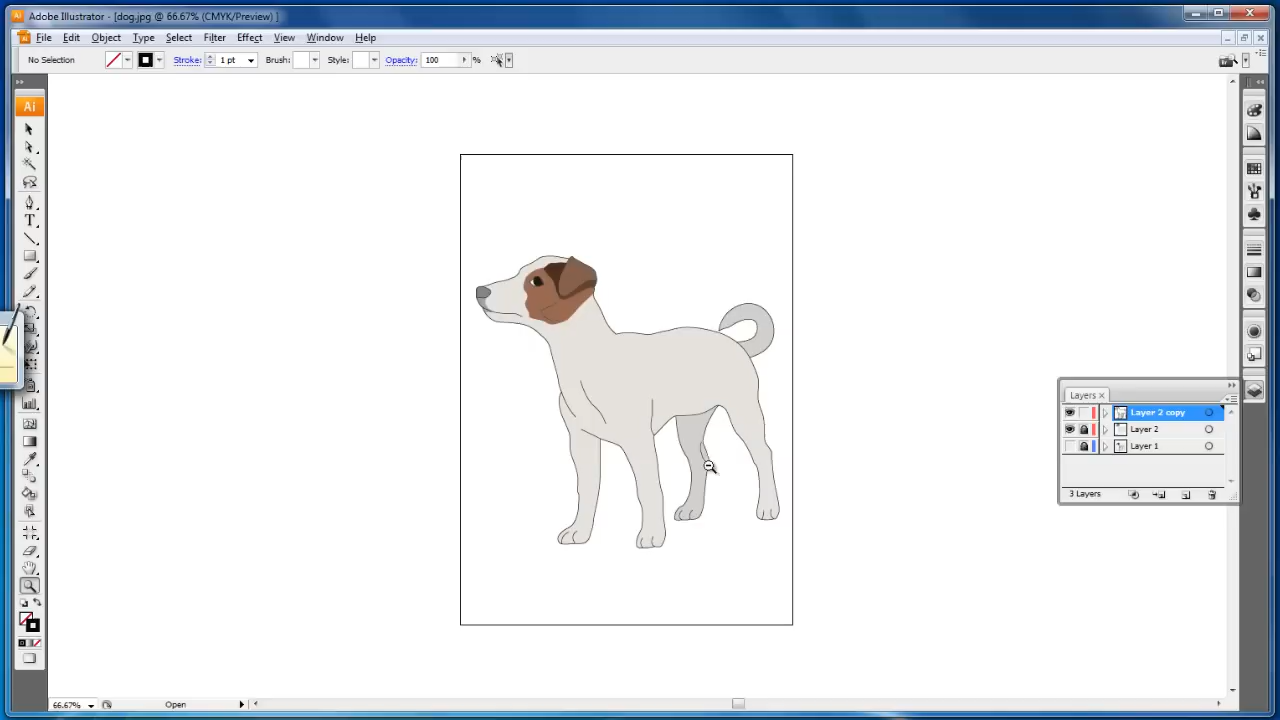 Adobe Illustrator - [dog.jpg @ 66.67% (CMYK/Preview) ]
File Edit Object Type Select Filter Effect View Window Help
No Selection Stroke: 1 pt Brush: Style: Opacity: 100 %
Ai
T
Layers x
Layer 2 copy
Layer 2
Layer 1
3 Layers
66.67% Open